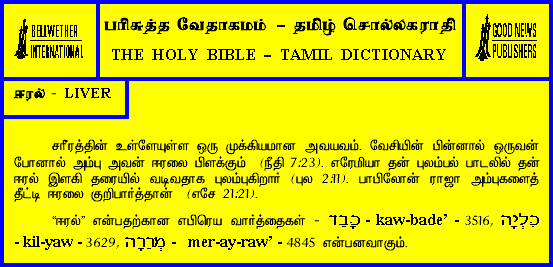 BELLWETHER
INTERNATIONAL
பரிசுத்த வேதாகமம் – தமிழ் சொல்லகராதி
THE HOLY BIBLE – TAMIL DICTIONARY
GOOD NEWS
PUBLISHERS
ஈரல் - LIVER
சரீரத்தின் உள்ளேயுள்ள ஒரு முக்கியமான அவயவம். வேசியின் பின்னால் ஒருவன்
போனால் அம்பு அவன் ஈரலை பிளக்கும் (நீதி 7:23). எரேமியா தன் புலம்பல் பாடலில் தன்
ஈரல் இளகி தரையில் வடிவதாக புலம்புகிறார் (புல 2:11). பாபிலோன் ராஜா அம்புகளைத்
தீட்டி ஈரலை குறிபார்த்தான் (எசே 21:21).
“ஈரல்” என்பதற்கான எபிரெய வார்த்தைகள் - כָּבֵד - kaw-bade’ - 3516, כִּלְיָה
- kil-yaw - 3629, מְרֵרָה - mer-ay-raw’ - 4845 என்பனவாகும்.